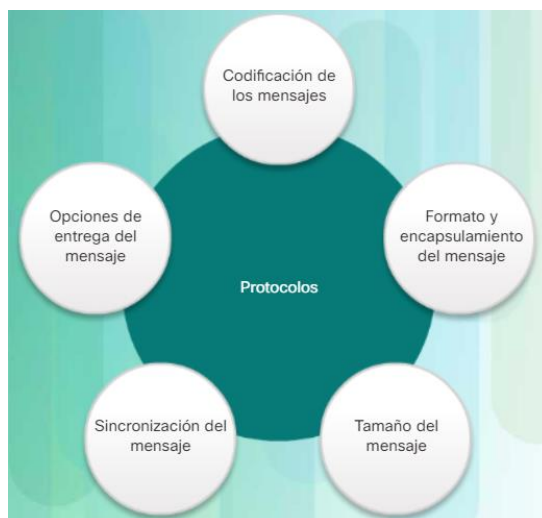 Codificación de
los mensajes
Opciones de
entrega del
mensaje
Formato y
encapsulamiento
del mensaje
Protocolos
Sincronización del
mensaje
Tamaño del
mensaje